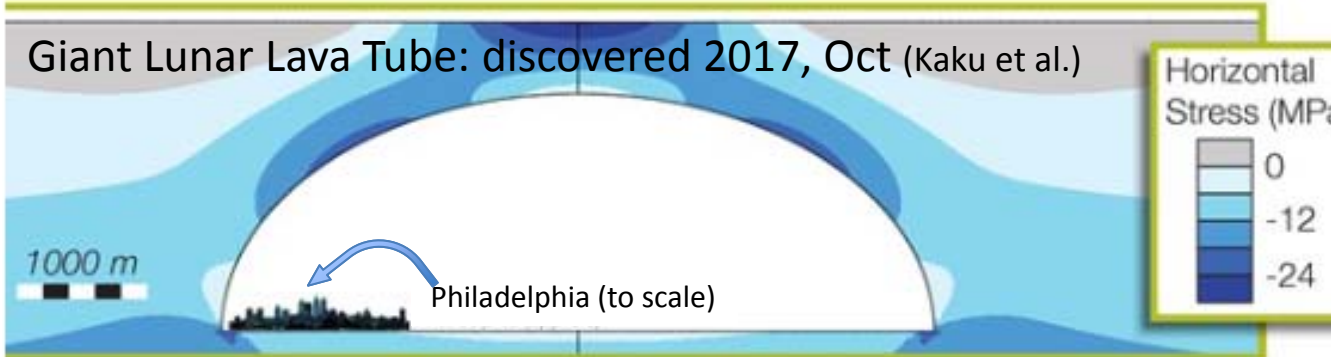 Giant Lunar Lava Tube: discovered 2017, Oct (Kaku et al.)
Horizontal
Stress (MPa
0
-12
-24
1000 m
Philadelphia (to scale)